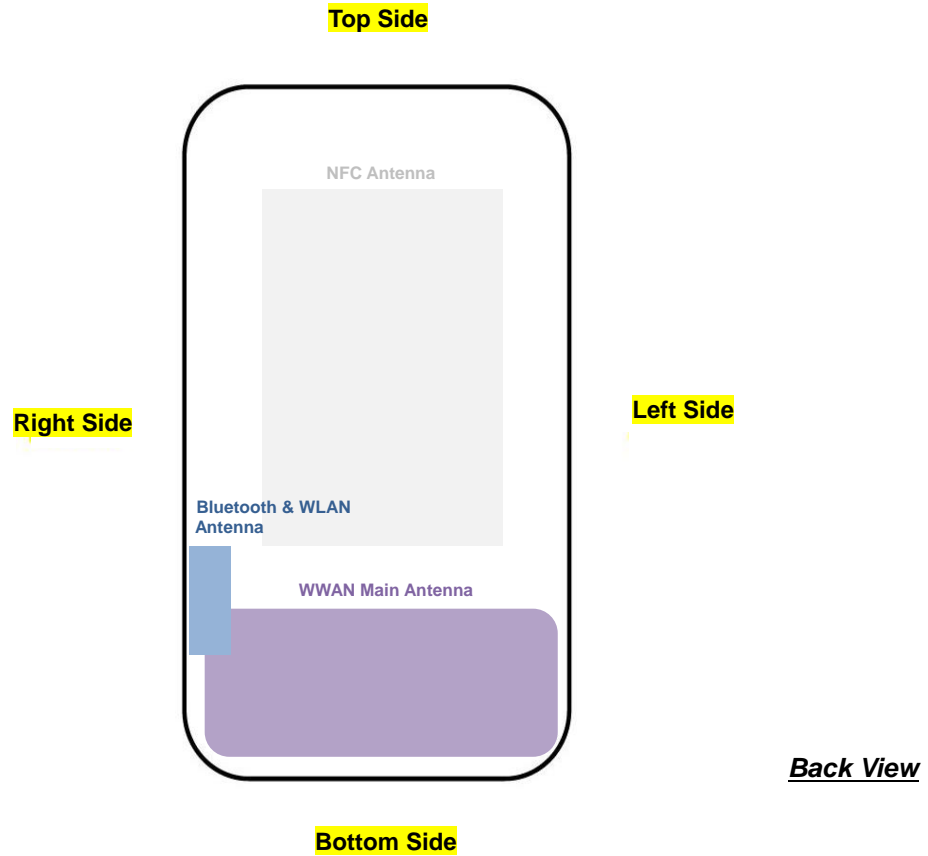 Top Side
NFC Antenna
Left Side
Right Side
Bluetooth & WLAN
Antenna
WWAN Main Antenna
Back View
Bottom Side